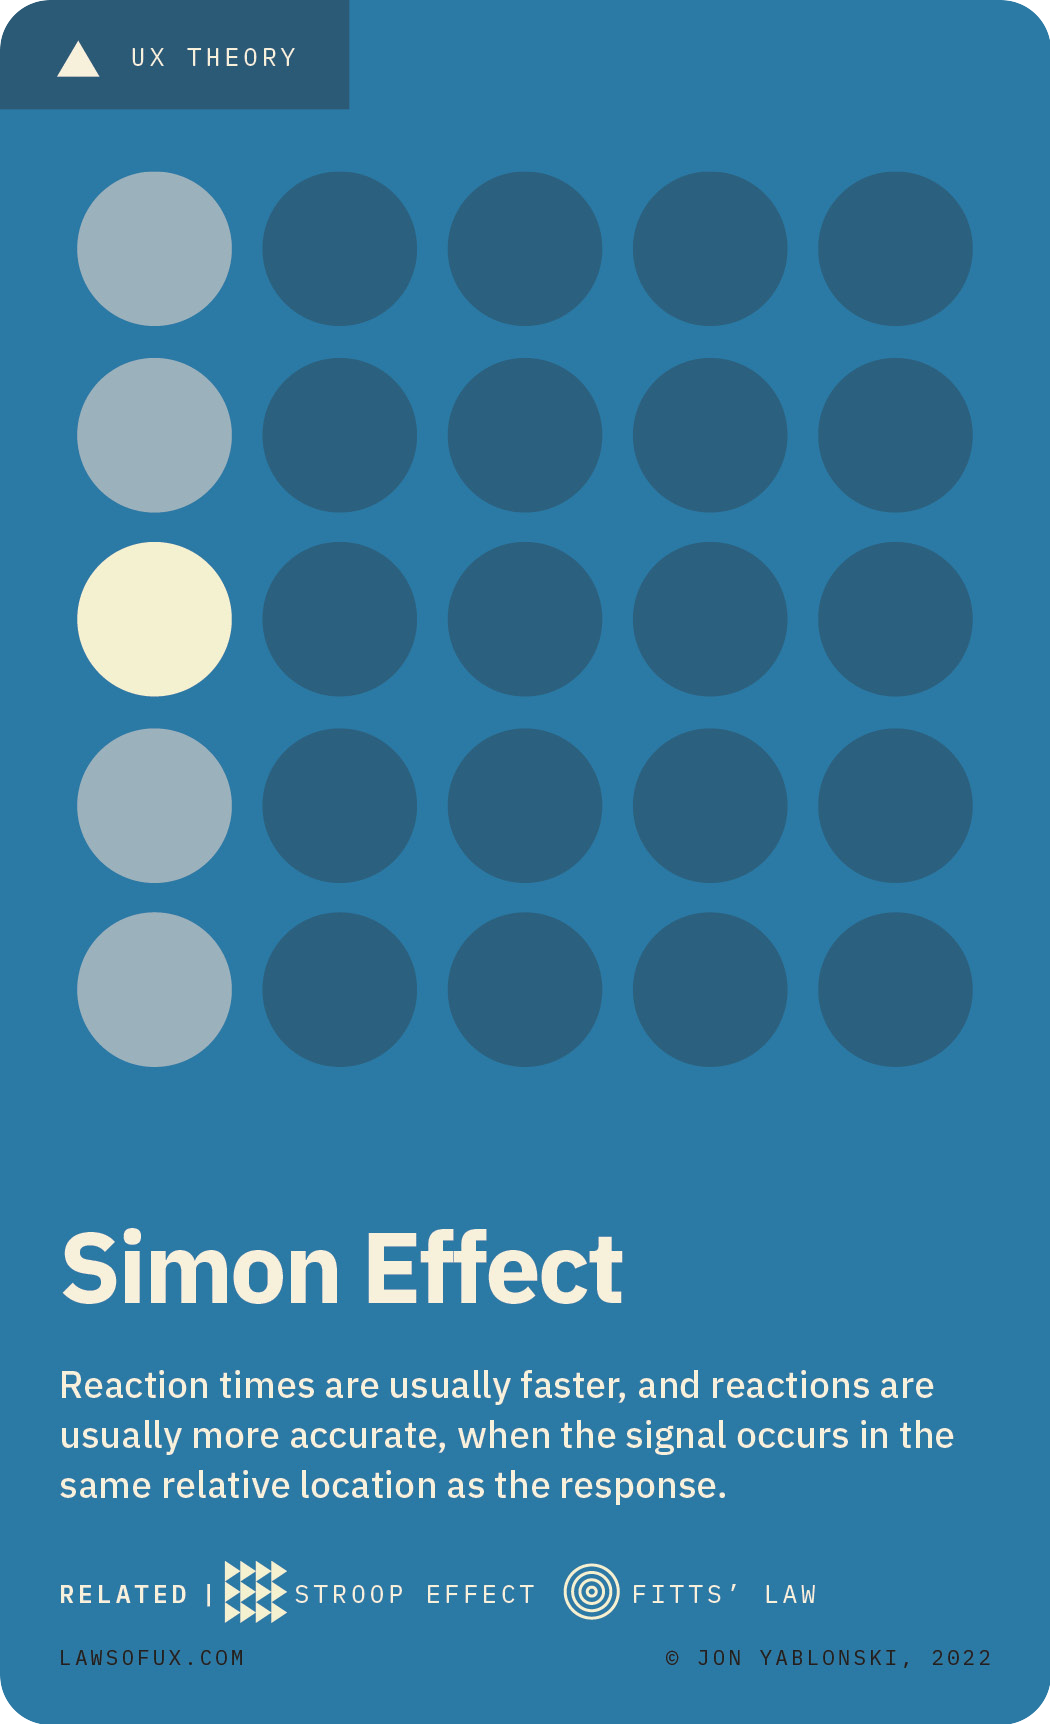 UX THEORY
Simon Effect
Reaction times are usually faster, and reactions are
usually more accurate, when the signal occurs in the
same relative location as the response.
RELATED | STROOP EFFECT FITTS’ LAW
LAWSOFUX.COM © JON YABLONSKI, 2022